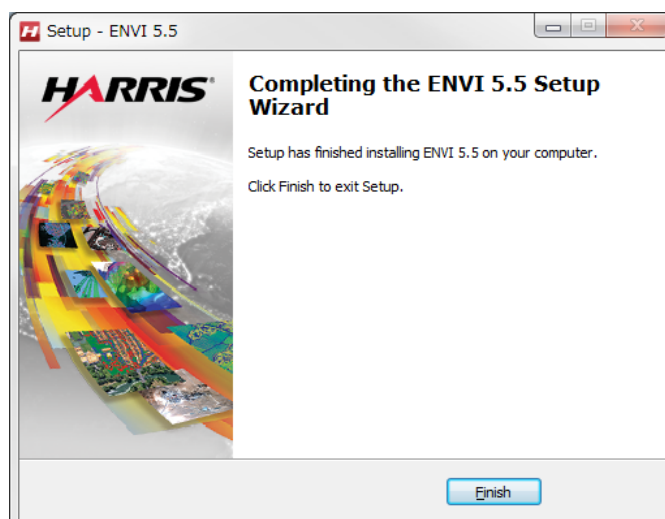 Setup - ENVI 5.5
HARRIS®
Completing the ENVI 5.5 Setup
Wizard
Setup has finished installing ENVI 5.5 on your computer.
Click Finish to exit Setup.
Finish